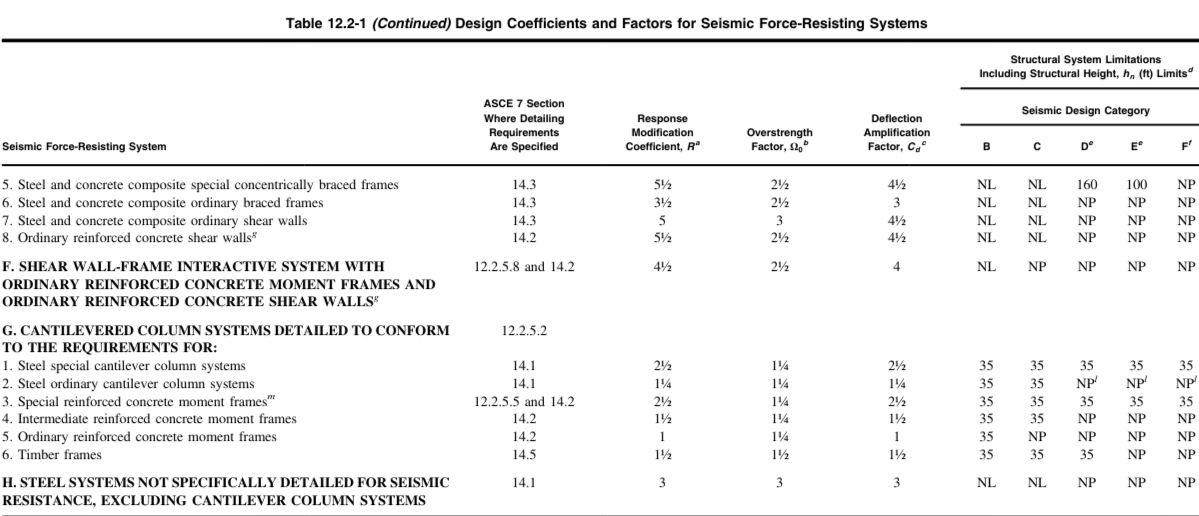 Table 12.2-1 (Continued) Design Coefficients and Factors for Seismic Force-Resisting Systems
Structural System Limitations
Including Structural Height, hn (ft) Limits^d
ASCE 7 Section
Where Detailing
Requirements
Are Specified
Response
Modification
Coefficient, R^a
Overstrength
Factor, Ω0^b
Deflection
Amplification
Factor, Cd^c
Seismic Design Category
Seismic Force-Resisting System
B C D^e E^e F^f
5. Steel and concrete composite special concentrically braced frames 14.3 5½ 2½ 4½ NL NL 160 100 NP
6. Steel and concrete composite ordinary braced frames 14.3 3½ 2½ 3 NL NL NP NP NP
7. Steel and concrete composite ordinary shear walls 14.3 5 3 4½ NL NL NP NP NP
8. Ordinary reinforced concrete shear walls^g 14.2 5½ 2½ 4½ NL NL NP NP NP
F. SHEAR WALL-FRAME INTERACTIVE SYSTEM WITH 12.2.5.8 and 14.2 4½ 2½ 4 NL NP NP NP NP
ORDINARY REINFORCED CONCRETE MOMENT FRAMES AND
ORDINARY REINFORCED CONCRETE SHEAR WALLS^g
G. CANTILEVERED COLUMN SYSTEMS DETAILED TO CONFORM 12.2.5.2
TO THE REQUIREMENTS FOR:
1. Steel special cantilever column systems 14.1 2½ 1¼ 2½ 35 35 35 35 35
2. Steel ordinary cantilever column systems 14.1 1¼ 1¼ 1¼ 35 35 NP^l NP^l NP^l
3. Special reinforced concrete moment frames^m 12.2.5.5 and 14.2 2½ 1¼ 2½ 35 35 35 35 35
4. Intermediate reinforced concrete moment frames 14.2 1½ 1¼ 1½ 35 35 NP NP NP
5. Ordinary reinforced concrete moment frames 14.2 1 1¼ 1 35 NP NP NP NP
6. Timber frames 14.5 1½ 1½ 1½ 35 35 35 NP NP
H. STEEL SYSTEMS NOT SPECIFICALLY DETAILED FOR SEISMIC 14.1 3 3 3 NL NL NP NP NP
RESISTANCE, EXCLUDING CANTILEVER COLUMN SYSTEMS